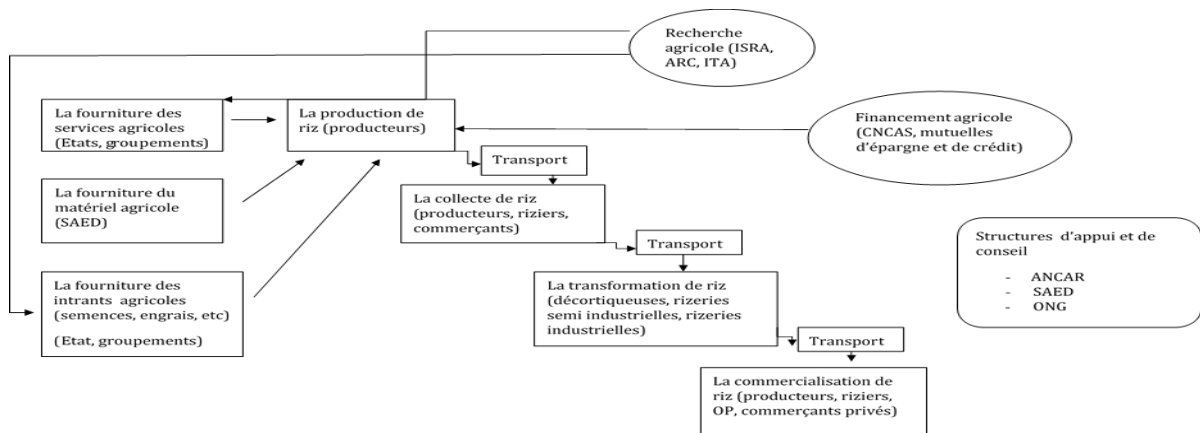 Recherche
agricole (ISRA,
ARC, ITA)
La fourniture des
services agricoles
(Etats, groupements)
La production de
riz (producteurs)
Financement agricole
(CNCAS, mutuelles
d'épargne et de crédit)
Transport
La fourniture du
matériel agricole
(SAED)
La collecte de riz
(producteurs, riziers,
commerçants)
Transport
Structures d'appui et de
conseil
- ANCAR
- SAED
- ONG
La fourniture des
intrants agricoles
(semences, engrais, etc)
(Etat, groupements)
La transformation de riz
(décortiqueuses, rizeries
semi industrielles, rizeries
industrielles)
Transport
La commercialisation de
riz (producteurs, riziers,
OP, commerçants privés)